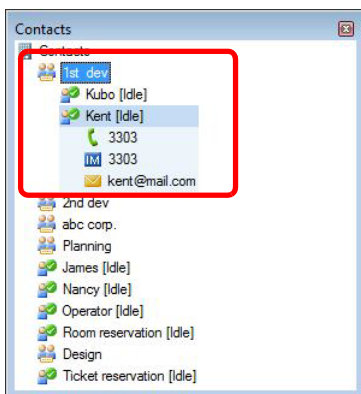 Contacts
Contacts
1st dev
Kubo [Idle]
Kent [Idle]
3303
IM 3303
kent@mail.com
2nd dev
abc corp.
Planning
James [Idle]
Nancy [Idle]
Operator [Idle]
Room reservation [Idle]
Design
Ticket reservation [Idle]